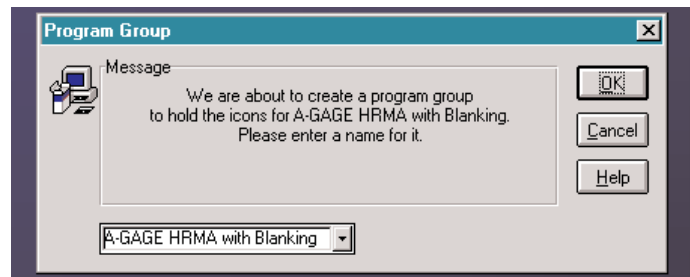 Program Group
Message
We are about to create a program group
to hold the icons for A-GAGE HRMA with Blanking.
Please enter a name for it.
OK
Cancel
Help
A-GAGE HRMA with Blanking